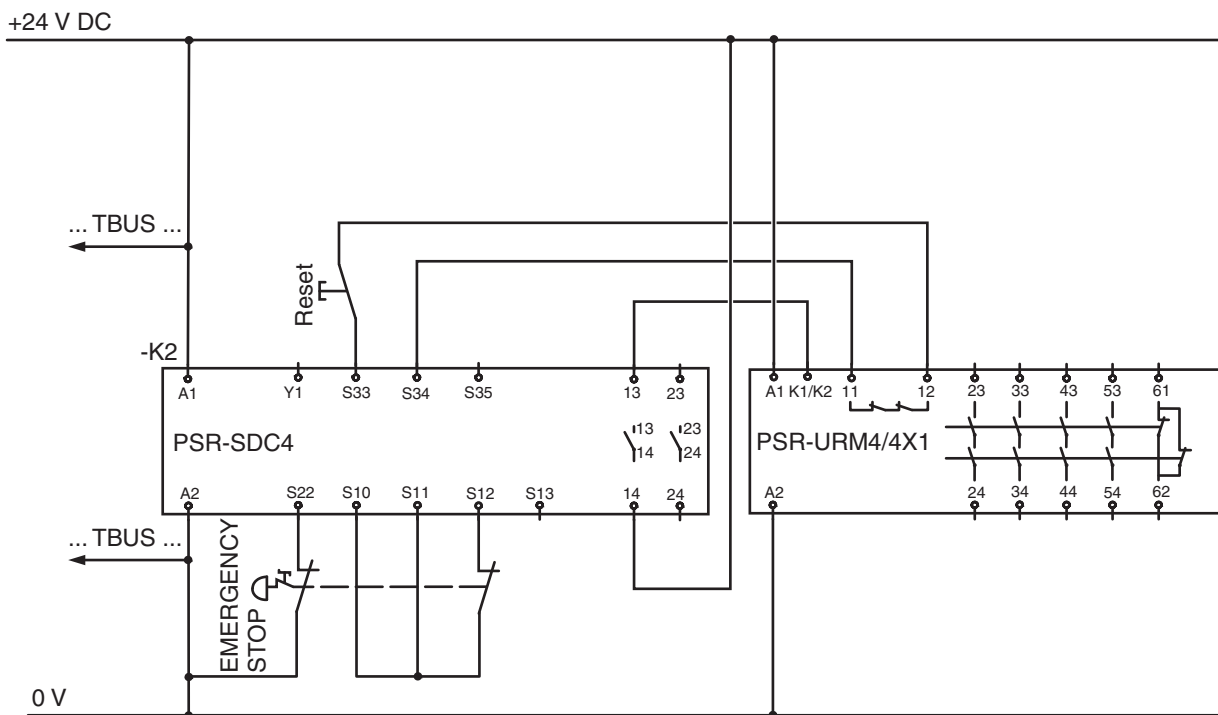 +24 V DC
... TBUS ...
Reset
-K2
A1 Y1 S33 S34 S35 13 23
A1 K1/K2 11 12 23 33 43 53 61
PSR-SDC4
13
14
23
24
PSR-URM4/4X1
A2 S22 S10 S11 S12 S13 14 24
A2 24 34 44 54 62
... TBUS ...
EMERGENCY
STOP
0 V